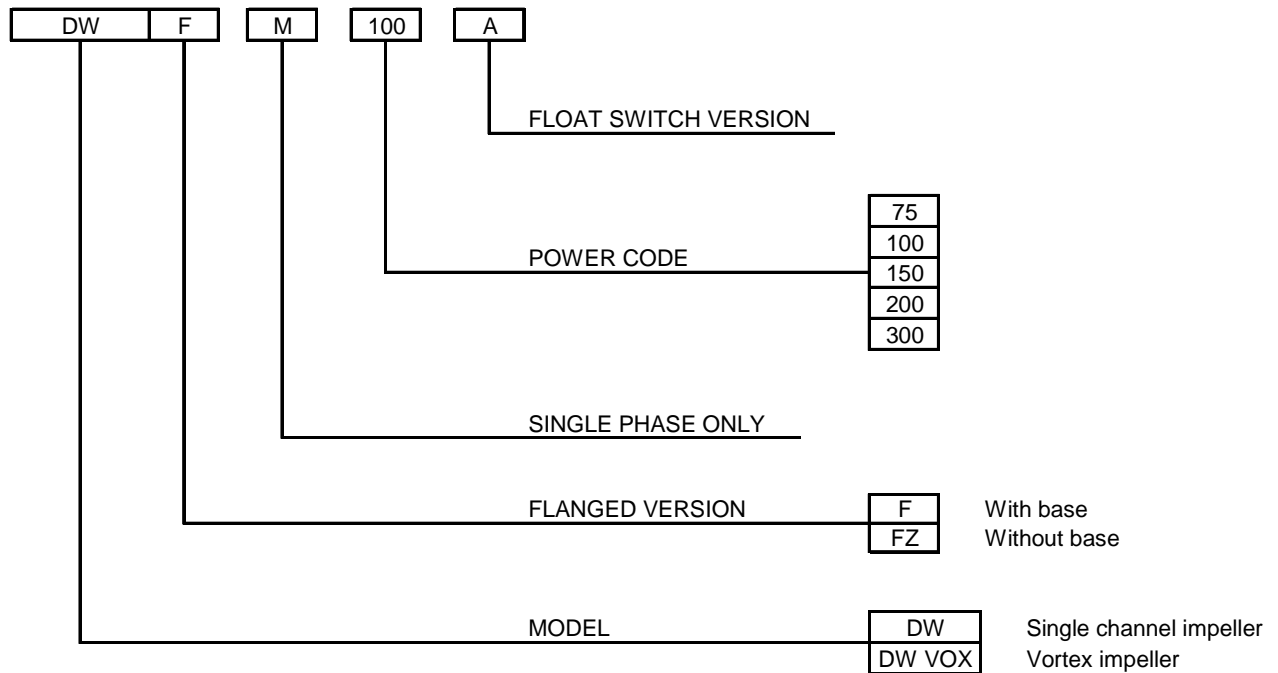 DW F M 100 A
FLOAT SWITCH VERSION
75
100
POWER CODE
150
200
300
SINGLE PHASE ONLY
FLANGED VERSION F With base
FZ Without base
MODEL DW Single channel impeller
DW VOX Vortex impeller